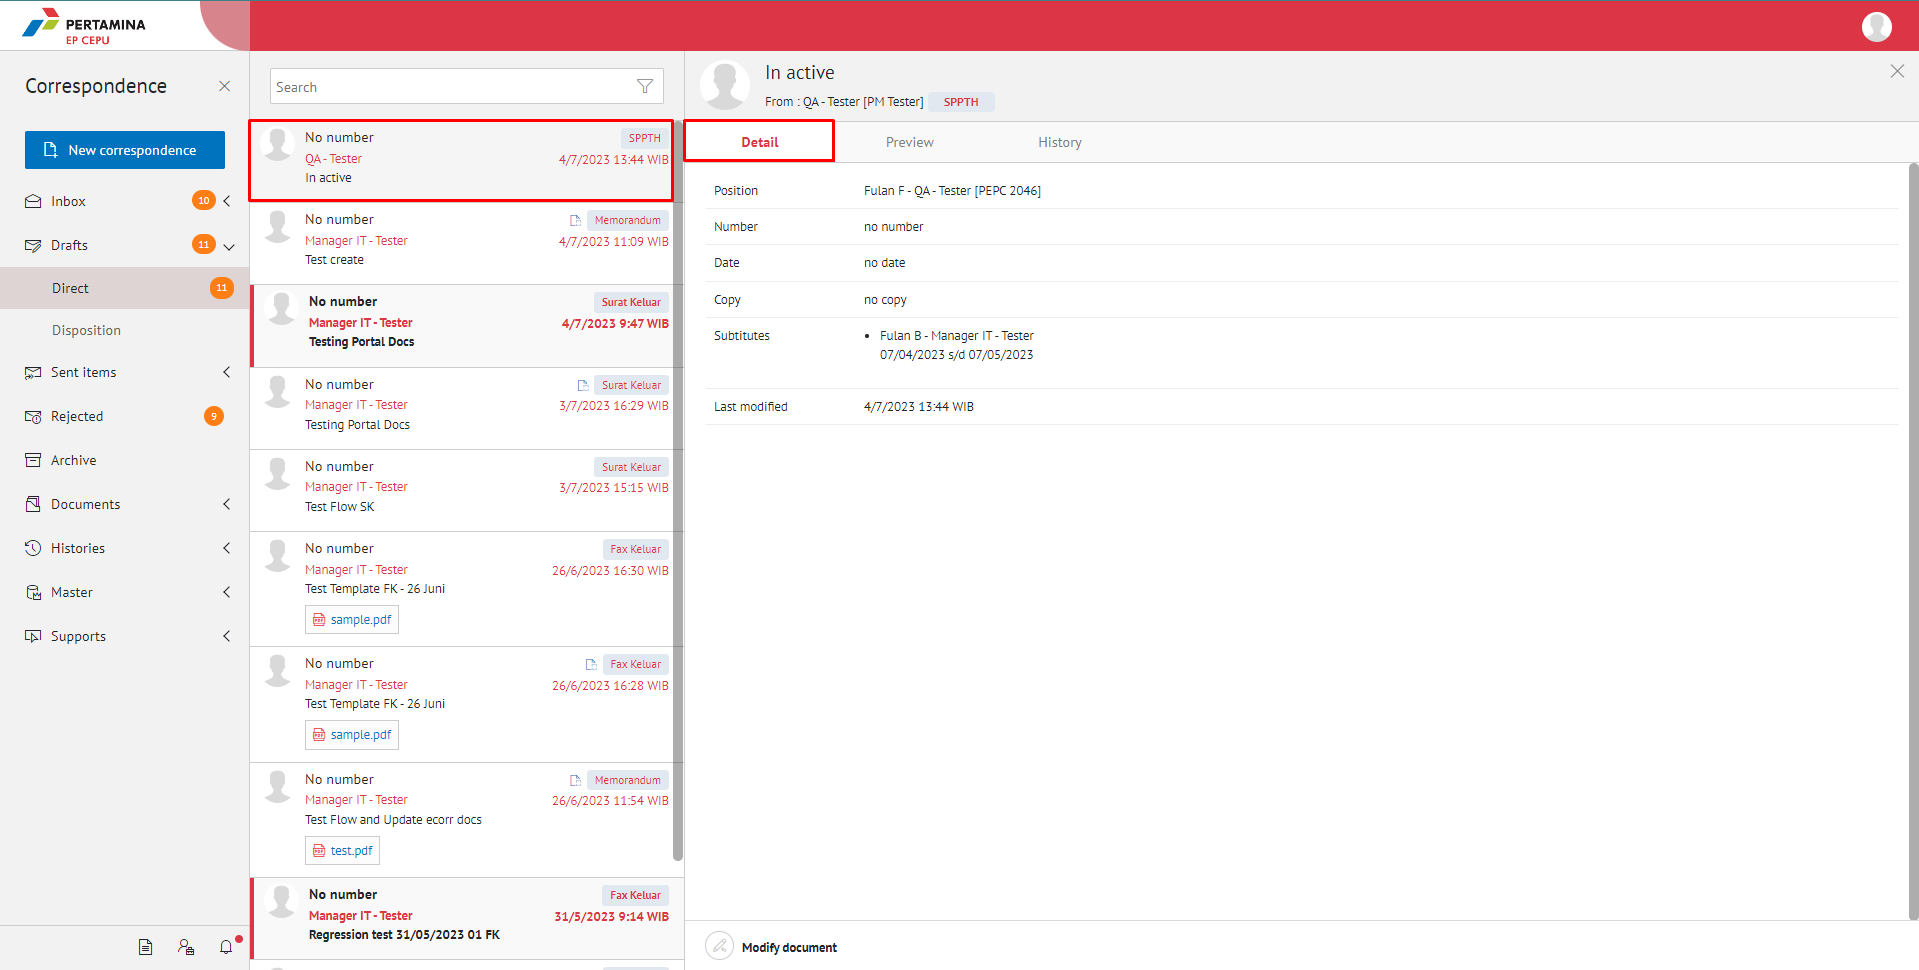 PERTAMINA
EP CEPU
Correspondence
New correspondence
Inbox 10
Drafts 11
Direct 11
Disposition
Sent items
Rejected 9
Archive
Documents
Histories
Master
Supports
Search
No number SPPTH
QA - Tester 4/7/2023 13:44 WIB
In active
No number Memorandum
Manager IT - Tester 4/7/2023 11:09 WIB
Test create
No number Surat Keluar
Manager IT - Tester 4/7/2023 9:47 WIB
Testing Portal Docs
No number Surat Keluar
Manager IT - Tester 3/7/2023 16:29 WIB
Testing Portal Docs
No number Surat Keluar
Manager IT - Tester 3/7/2023 15:15 WIB
Test Flow SK
No number Fax Keluar
Manager IT - Tester 26/6/2023 16:30 WIB
Test Template FK - 26 Juni
sample.pdf
No number Fax Keluar
Manager IT - Tester 26/6/2023 16:28 WIB
Test Template FK - 26 Juni
sample.pdf
No number Memorandum
Manager IT - Tester 26/6/2023 11:54 WIB
Test Flow and Update ecorr docs
test.pdf
No number Fax Keluar
Manager IT - Tester 31/5/2023 9:14 WIB
Regression test 31/05/2023 01 FK
In active
From : QA - Tester [PM Tester] SPPTH
Detail Preview History
Position Fulan F - QA - Tester [PEPC 2046]
Number no number
Date no date
Copy no copy
Subtitutes • Fulan B - Manager IT - Tester
07/04/2023 s/d 07/05/2023
Last modified 4/7/2023 13:44 WIB
Modify document